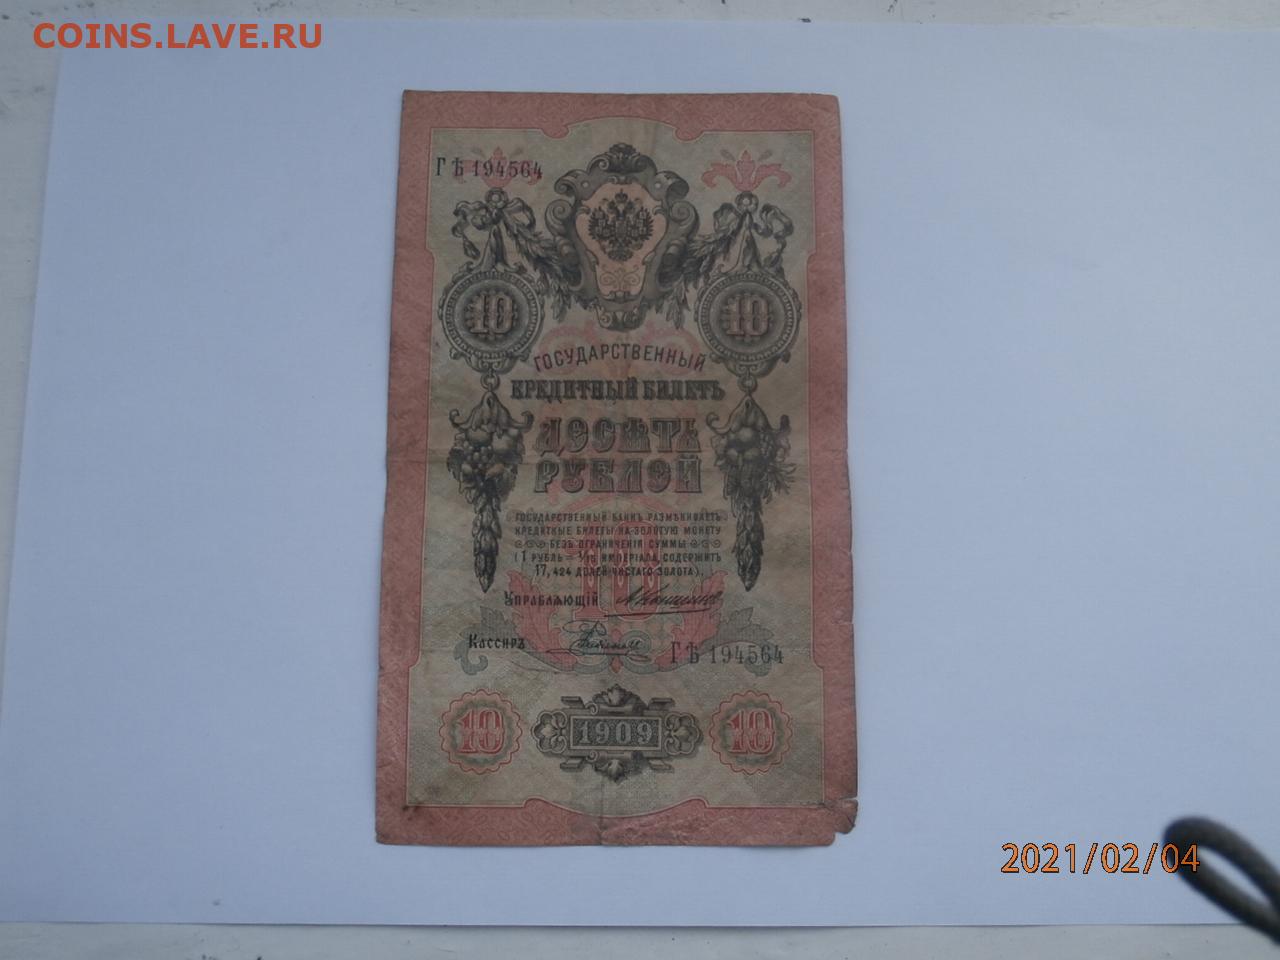 COINS.LAVE.RU
ГѢ 194564
10 10
ГОСУДАРСТВЕННЫЙ
КРЕДИТНЫЙ БИЛЕТЪ
ДЕСЯТЬ
РУБЛЕЙ
ГОСУДАРСТВЕННЫЙ БАНКЪ РАЗМѢНИВАЕТЪ
КРЕДИТНЫЕ БИЛЕТЫ НА ЗОЛОТУЮ МОНЕТУ
БЕЗЪ ОГРАНИЧЕНІЯ СУММЫ
(1 РУБЛЬ = 1/15 ИМПЕРІАЛА, СОДЕРЖИТЪ
17,424 ДОЛЕЙ ЧИСТАГО ЗОЛОТА).
УПРАВЛЯЮЩІЙ
КАССИРЪ
ГѢ 194564
10 1909 10
2021/02/04